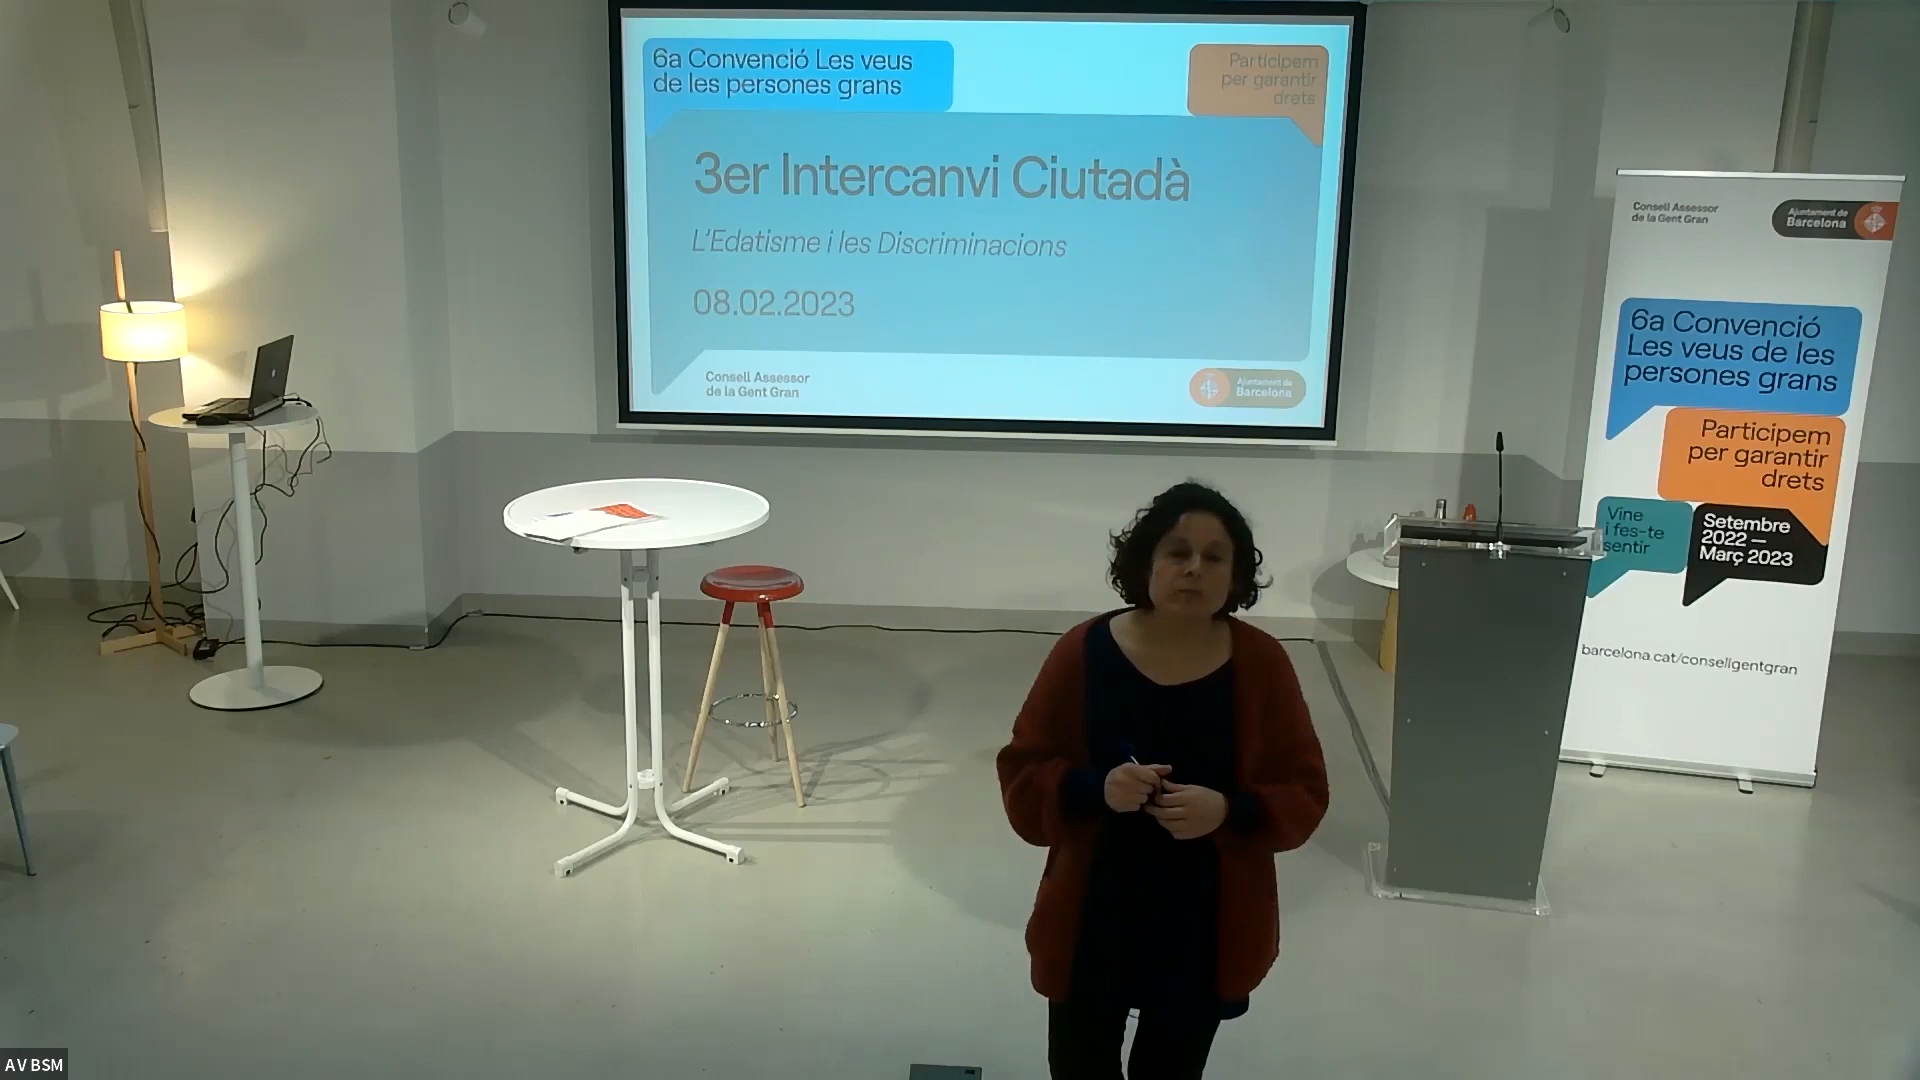 6a Convenció Les veus
de les persones grans
Participem
per garantir
drets
3er Intercanvi Ciutadà
L'Edatisme i les Discriminacions
08.02.2023
Consell Assessor
de la Gent Gran
Ajuntament de
Barcelona
Consell Assessor
de la Gent Gran
Ajuntament de
Barcelona
6a Convenció
Les veus de les
persones grans
Participem
per garantir
drets
Vine
i fes-te
sentir
Setembre
2022 —
Març 2023
barcelona.cat/consellgentgran
AV BSM